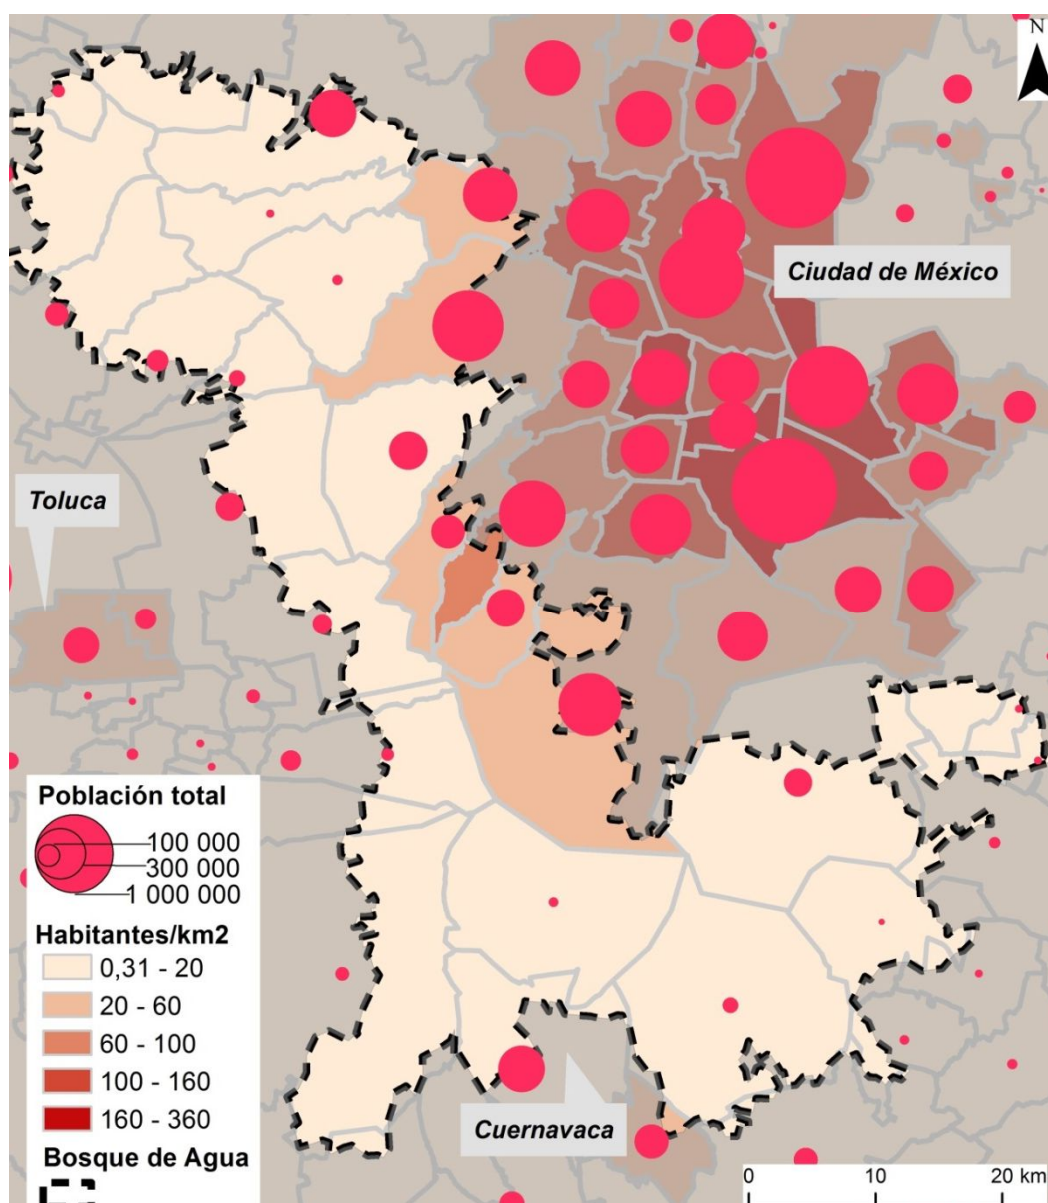 N
Ciudad de México
Toluca
Población total
100 000
300 000
1 000 000
Habitantes/km2
0,31 - 20
20 - 60
60 - 100
100 - 160
160 - 360
Bosque de Agua
Cuernavaca
0 10 20 km